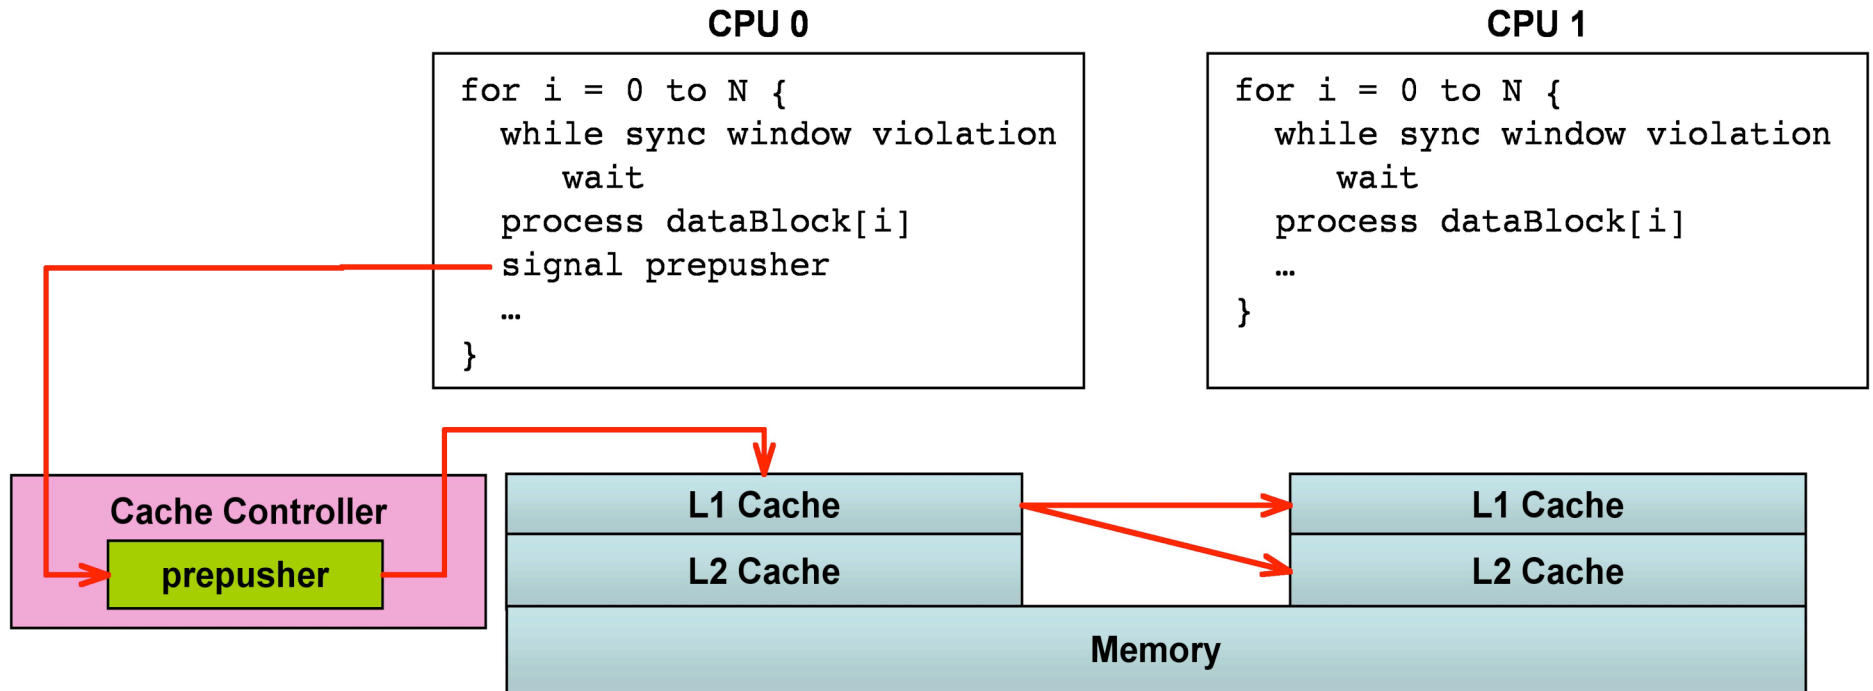 CPU 0
for i = 0 to N {
while sync window violation
wait
process dataBlock[i]
signal prepusher
…
}
CPU 1
for i = 0 to N {
while sync window violation
wait
process dataBlock[i]
…
}
Cache Controller
prepusher
L1 Cache
L2 Cache
L1 Cache
L2 Cache
Memory